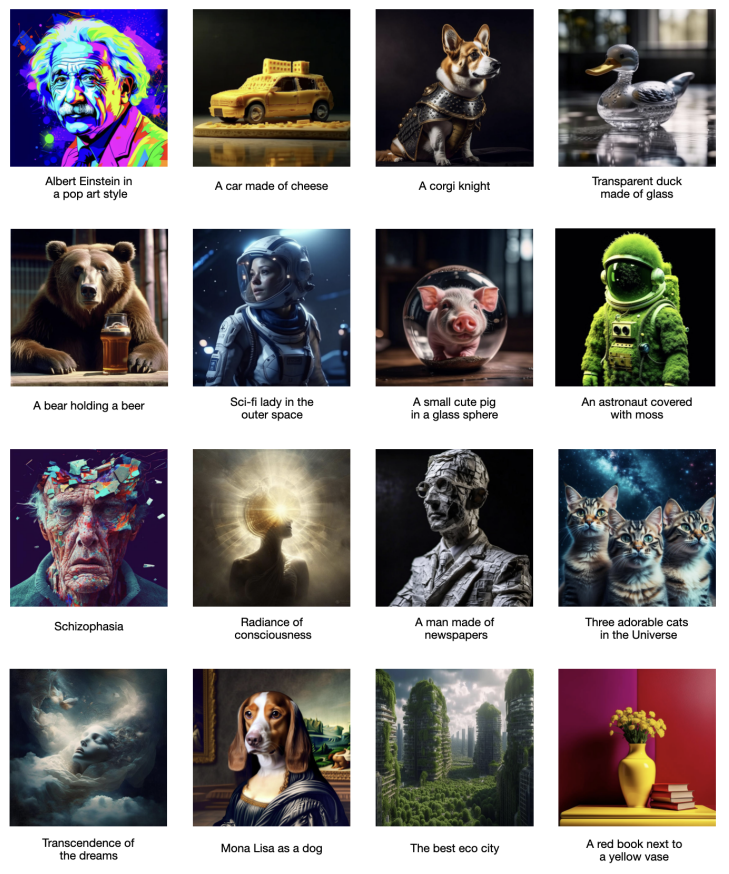 Albert Einstein in
a pop art style
A car made of cheese
A corgi knight
Transparent duck
made of glass
A bear holding a beer
Sci-fi lady in the
outer space
A small cute pig
in a glass sphere
An astronaut covered
with moss
Schizophasia
Radiance of
consciousness
A man made of
newspapers
Three adorable cats
in the Universe
Transcendence of
the dreams
Mona Lisa as a dog
The best eco city
A red book next to
a yellow vase